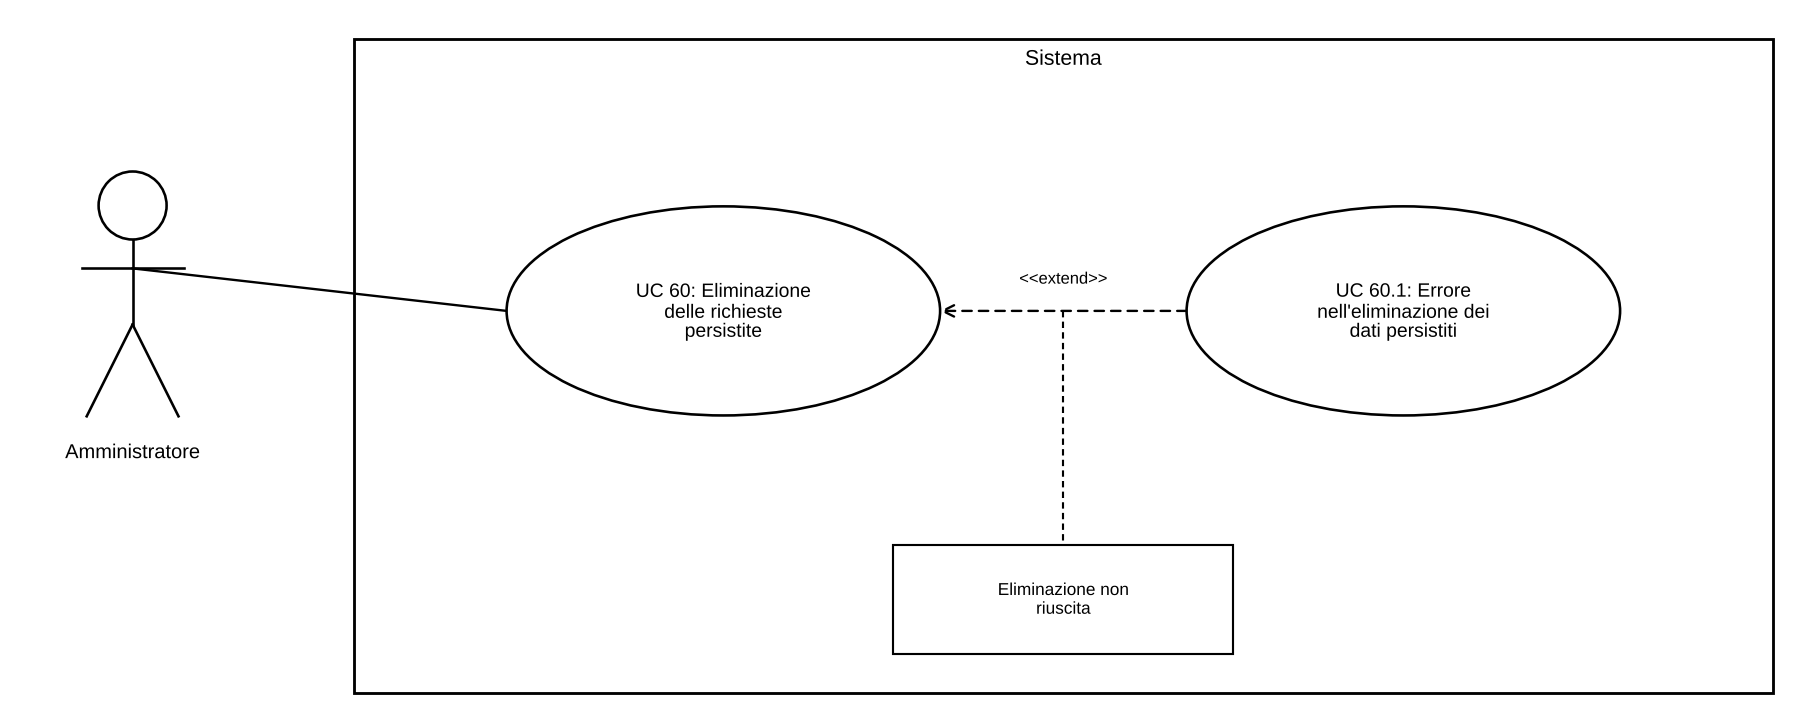 Sistema
Amministratore
UC 60: Eliminazione
delle richieste
persistite
<<extend>>
UC 60.1: Errore
nell'eliminazione dei
dati persistiti
Eliminazione non
riuscita